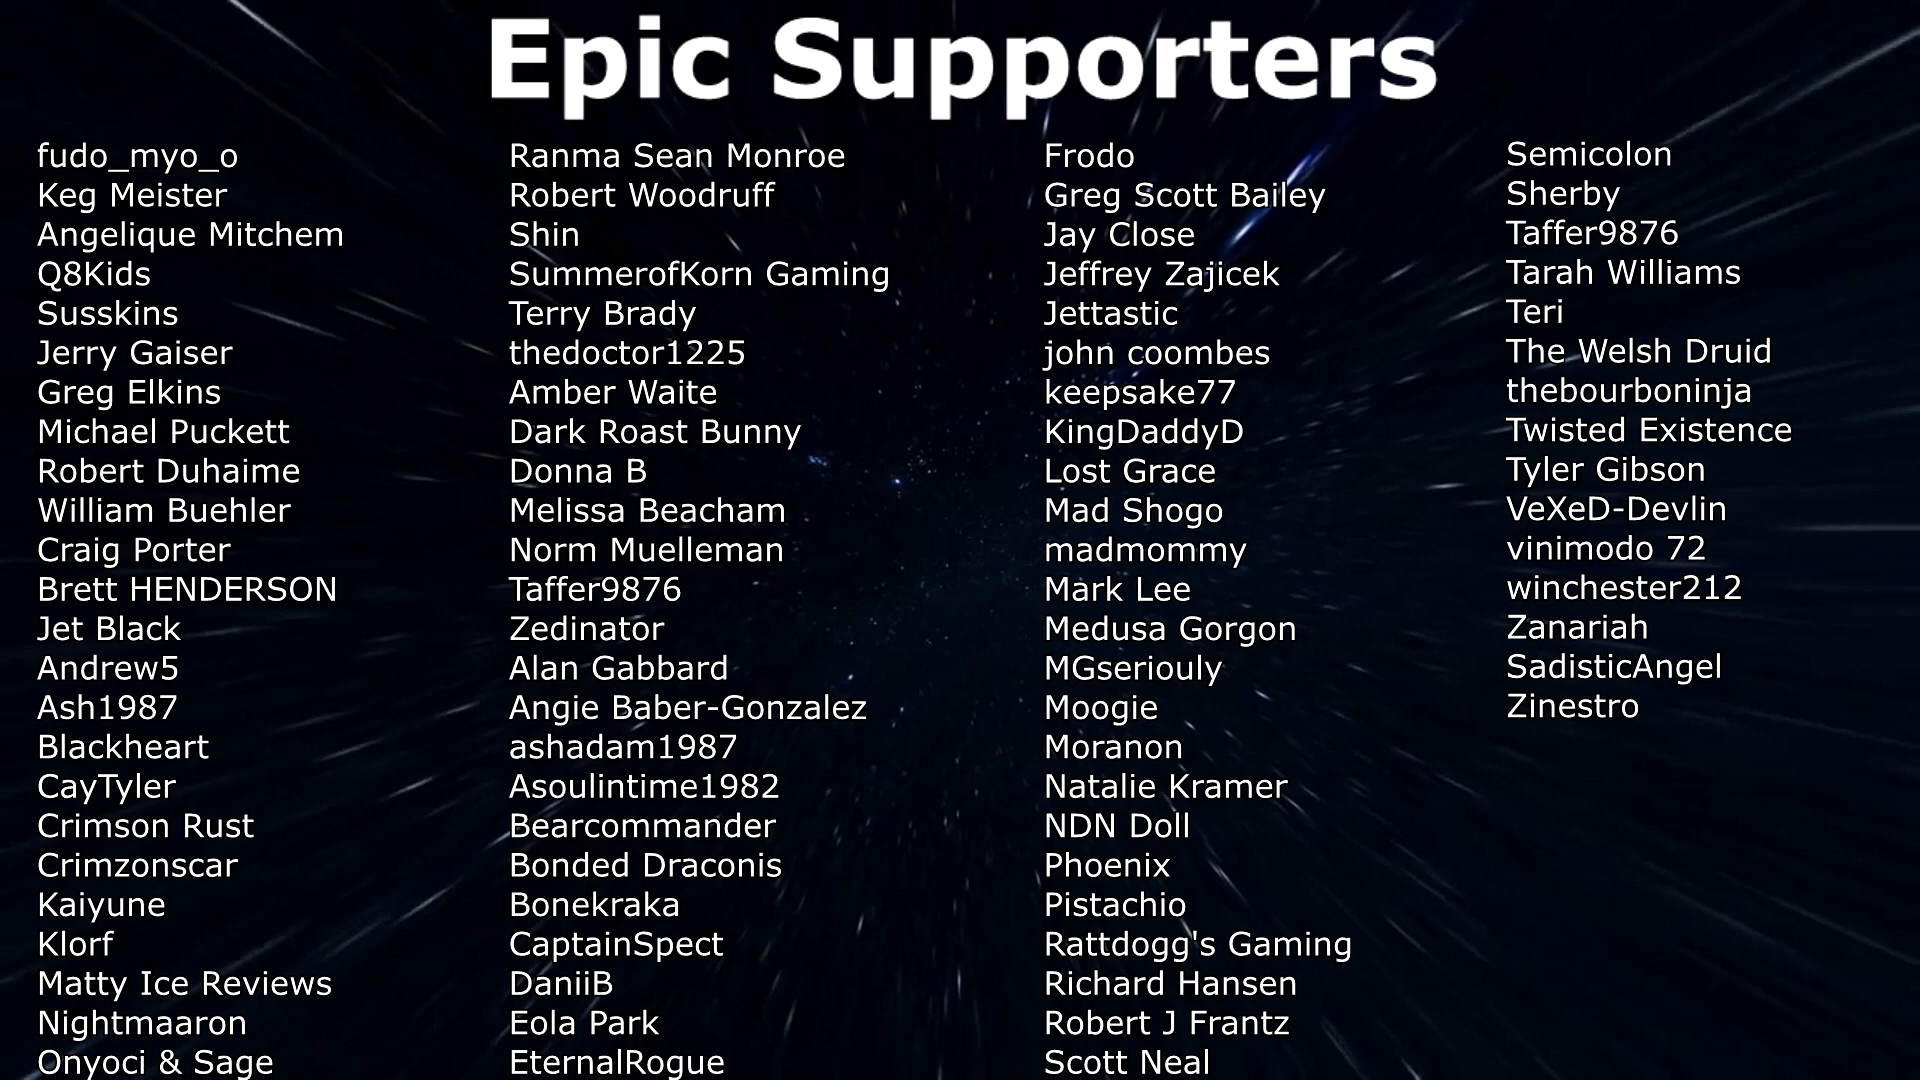 Epic Supporters
fudo_myo_o
Keg Meister
Angelique Mitchem
Q8Kids
Susskins
Jerry Gaiser
Greg Elkins
Michael Puckett
Robert Duhaime
William Buehler
Craig Porter
Brett HENDERSON
Jet Black
Andrew5
Ash1987
Blackheart
CayTyler
Crimson Rust
Crimzonscar
Kaiyune
Klorf
Matty Ice Reviews
Nightmaaron
Onyoci & Sage
Ranma Sean Monroe
Robert Woodruff
Shin
SummerofKorn Gaming
Terry Brady
thedoctor1225
Amber Waite
Dark Roast Bunny
Donna B
Melissa Beacham
Norm Muelleman
Taffer9876
Zedinator
Alan Gabbard
Angie Baber-Gonzalez
ashadam1987
Asoulintime1982
Bearcommander
Bonded Draconis
Bonekraka
CaptainSpect
DaniiB
Eola Park
EternalRogue
Frodo
Greg Scott Bailey
Jay Close
Jeffrey Zajicek
Jettastic
john coombes
keepsake77
KingDaddyD
Lost Grace
Mad Shogo
madmommy
Mark Lee
Medusa Gorgon
MGseriouly
Moogie
Moranon
Natalie Kramer
NDN Doll
Phoenix
Pistachio
Rattdogg's Gaming
Richard Hansen
Robert J Frantz
Scott Neal
Semicolon
Sherby
Taffer9876
Tarah Williams
Teri
The Welsh Druid
thebourboninja
Twisted Existence
Tyler Gibson
VeXeD-Devlin
vinimodo 72
winchester212
Zanariah
SadisticAngel
Zinestro